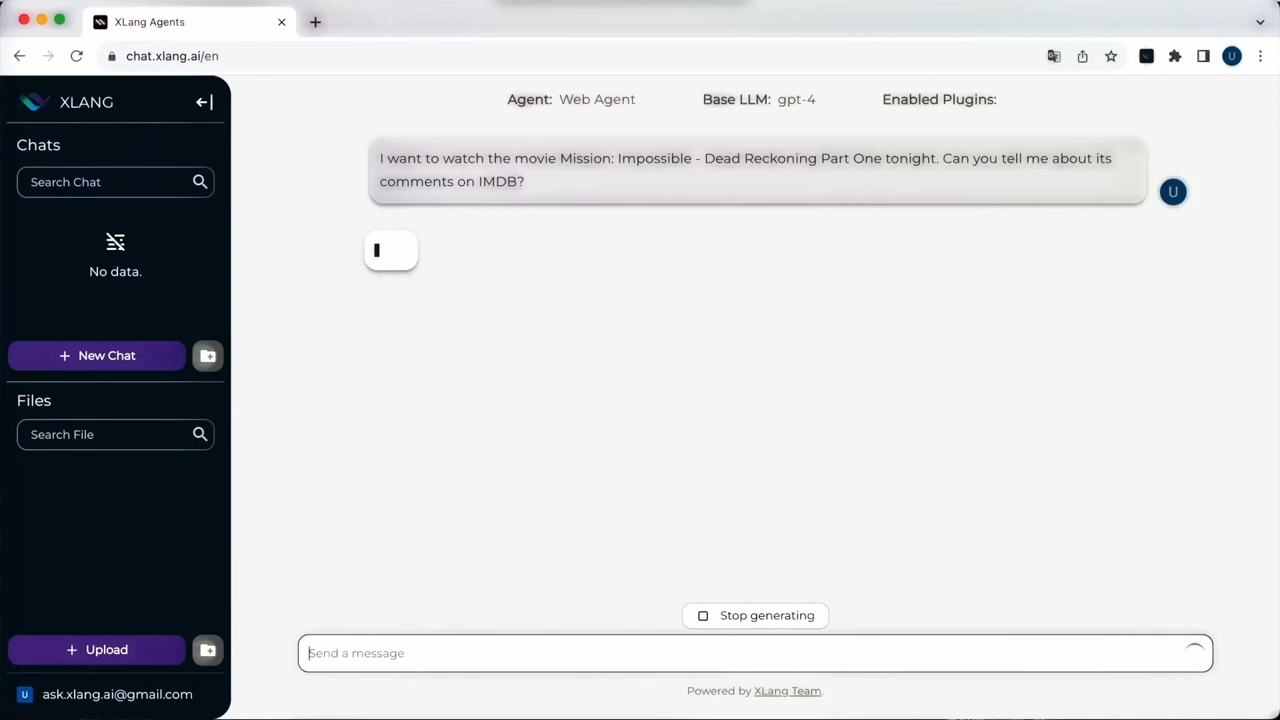 XLang Agents
chat.xlang.ai/en
U
XLANG
Chats
Search Chat
No data.
+ New Chat
Files
Search File
+ Upload
U ask.xlang.ai@gmail.com
Agent: Web Agent Base LLM: gpt-4 Enabled Plugins:
I want to watch the movie Mission: Impossible - Dead Reckoning Part One tonight. Can you tell me about its
comments on IMDB?
U
Stop generating
Send a message
Powered by XLang Team.